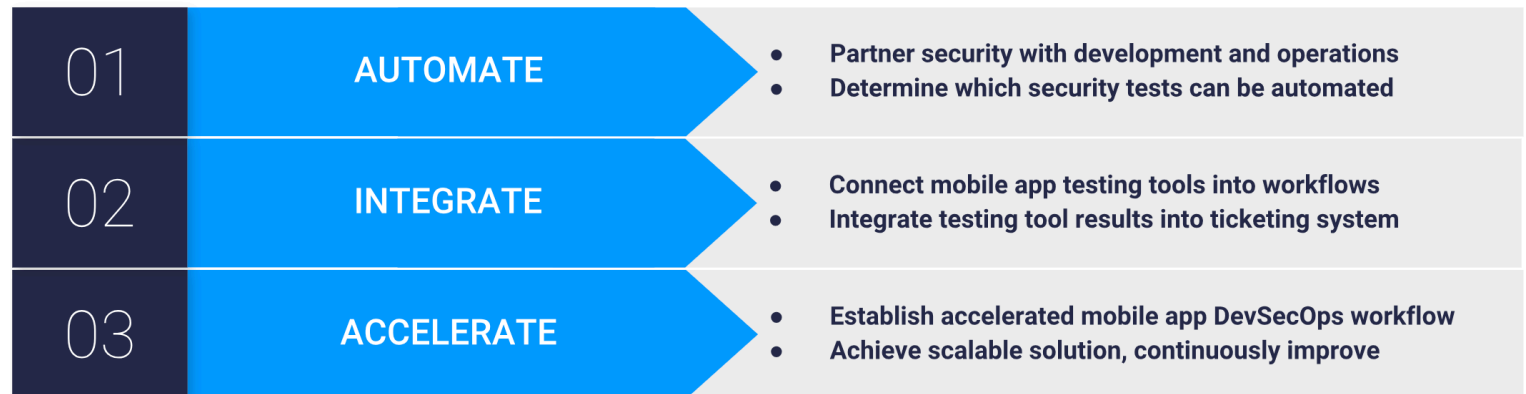 01
AUTOMATE
● Partner security with development and operations
● Determine which security tests can be automated
02
INTEGRATE
● Connect mobile app testing tools into workflows
● Integrate testing tool results into ticketing system
03
ACCELERATE
● Establish accelerated mobile app DevSecOps workflow
● Achieve scalable solution, continuously improve